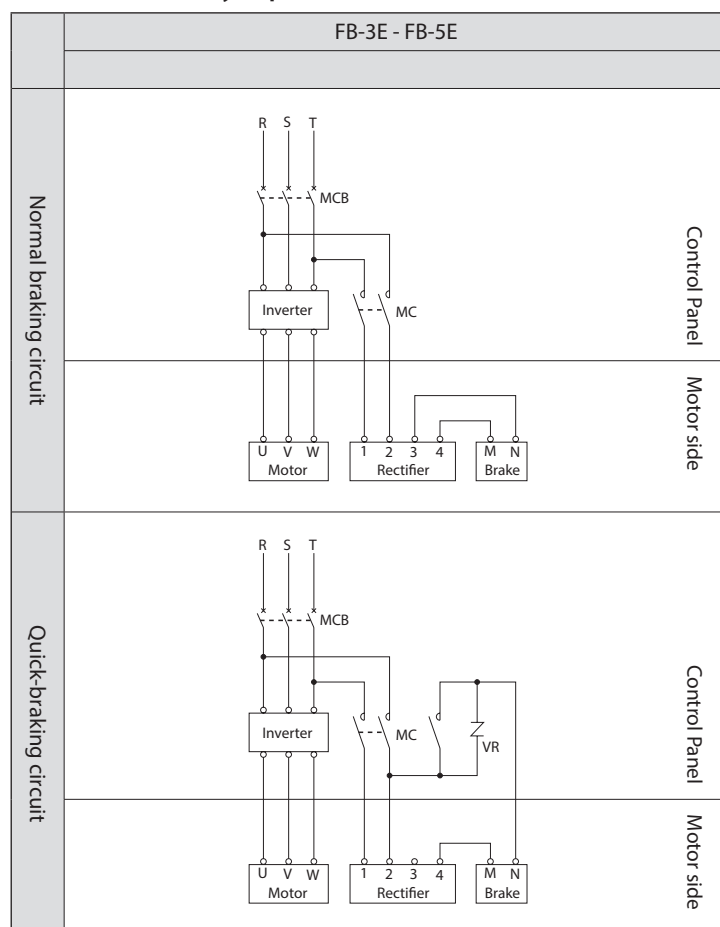 FB-3E - FB-5E
Normal braking circuit
R S T
MCB
Inverter
MC
Control Panel
Motor side
U V W
Motor
1 2 3 4
Rectifier
M N
Brake
Quick-braking circuit
R S T
MCB
Inverter
MC
VR
Control Panel
Motor side
U V W
Motor
1 2 3 4
Rectifier
M N
Brake